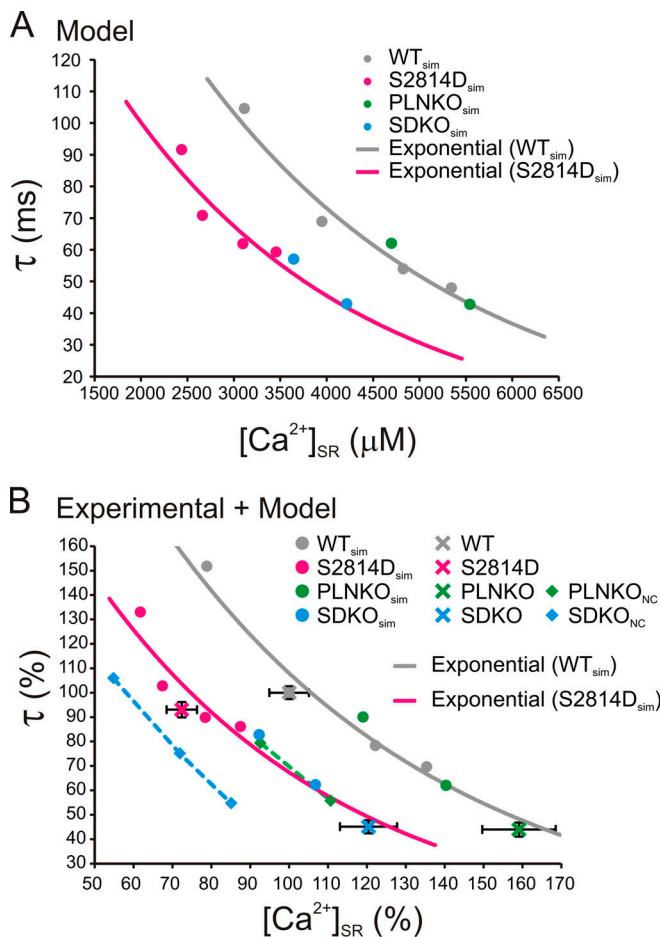 A Model
120
110
100
90
80
70
60
50
40
30
20
τ (ms)
WTsim
S2814Dsim
PLNKOsim
SDKOsim
Exponential (WTsim)
Exponential (S2814Dsim)
1500 2000 2500 3000 3500 4000 4500 5000 5500 6000 6500
[Ca2+]SR (μM)
B Experimental + Model
160
150
140
130
120
110
100
90
80
70
60
50
40
30
τ (%)
WTsim WT
S2814Dsim S2814D
PLNKOsim PLNKO PLNKONC
SDKOsim SDKO SDKONC
Exponential (WTsim)
Exponential (S2814Dsim)
50 60 70 80 90 100 110 120 130 140 150 160 170
[Ca2+]SR (%)